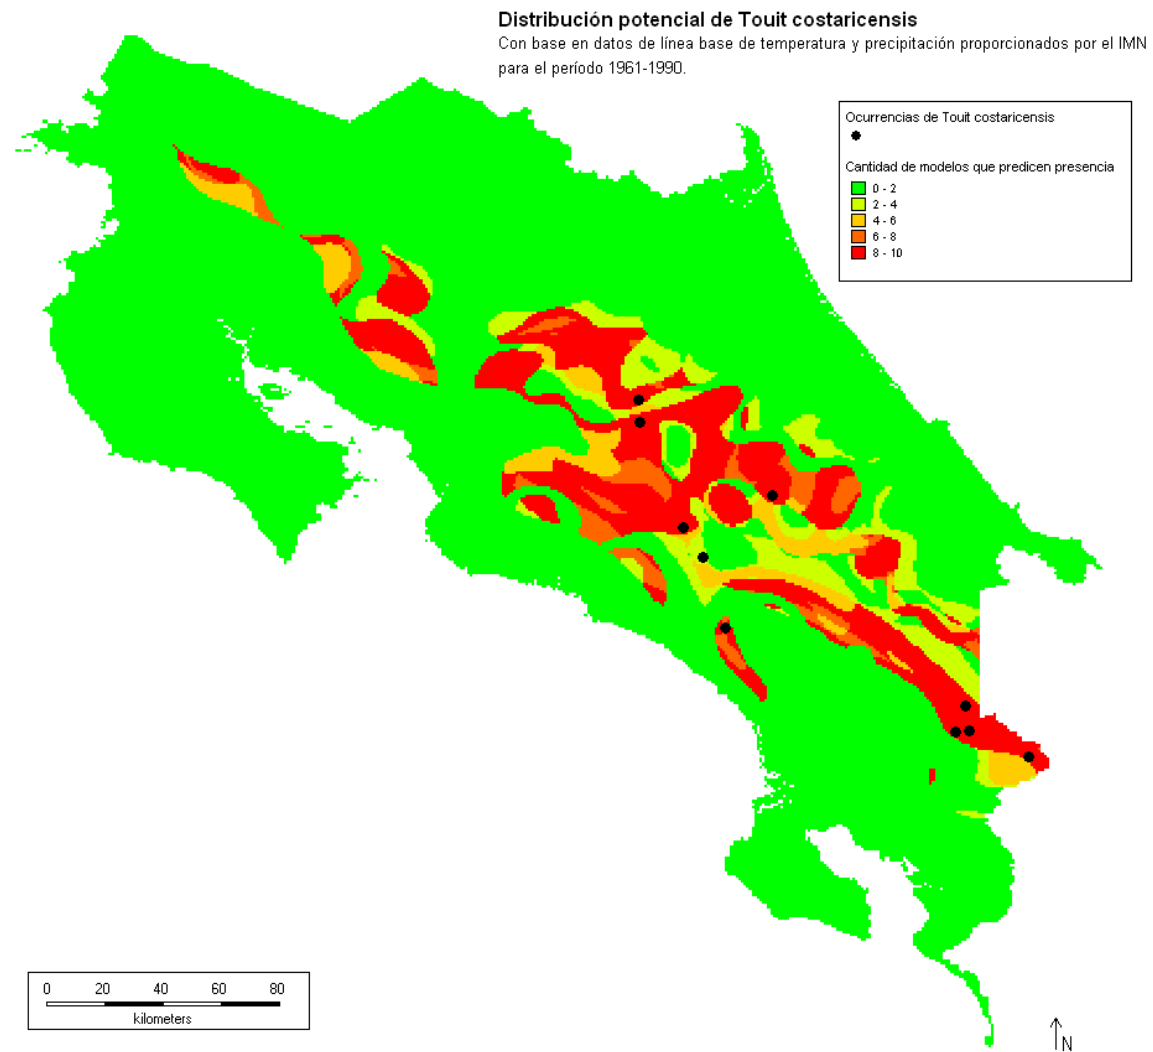 Distribución potencial de Touit costaricensis
Con base en datos de línea base de temperatura y precipitación proporcionados por el IMN
para el período 1961-1990.
Ocurrencias de Touit costaricensis
Cantidad de modelos que predicen presencia
0 - 2
2 - 4
4 - 6
6 - 8
8 - 10
0 20 40 60 80
kilometers
N